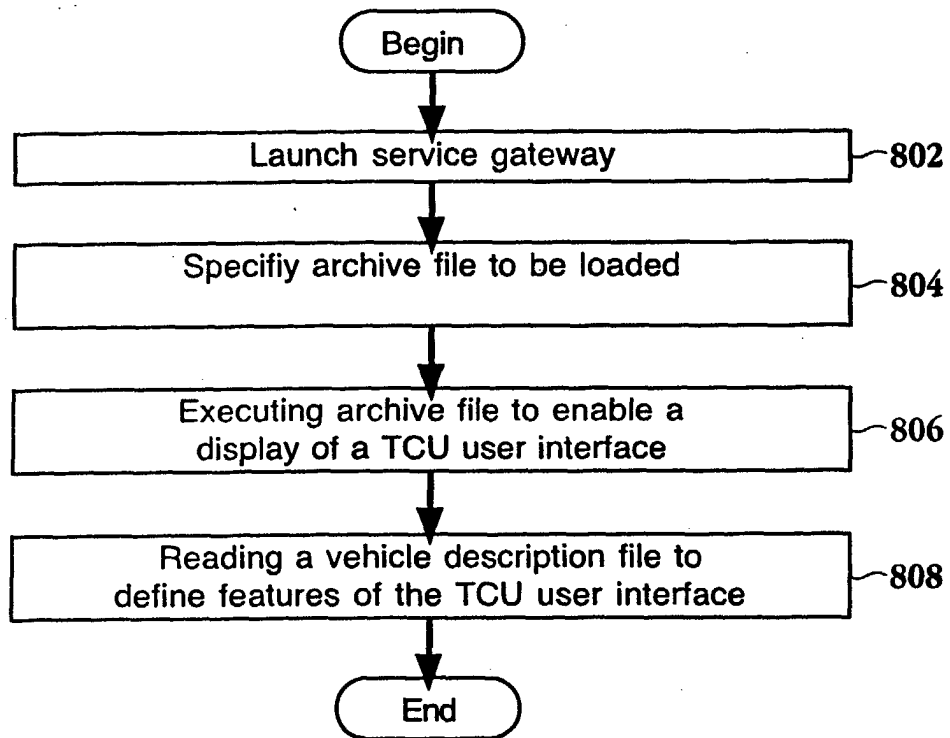 Begin
Launch service gateway
802
Specifiy archive file to be loaded
804
Executing archive file to enable a
display of a TCU user interface
806
Reading a vehicle description file to
define features of the TCU user interface
808
End